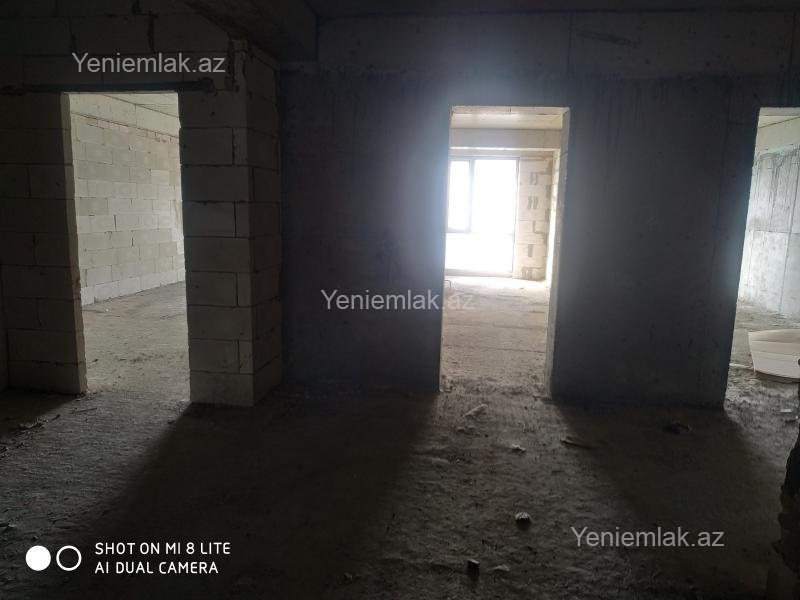 Yeniemlak.az
Yeniemlak.az
Yeniemlak.az
SHOT ON MI 8 LITE
AI DUAL CAMERA